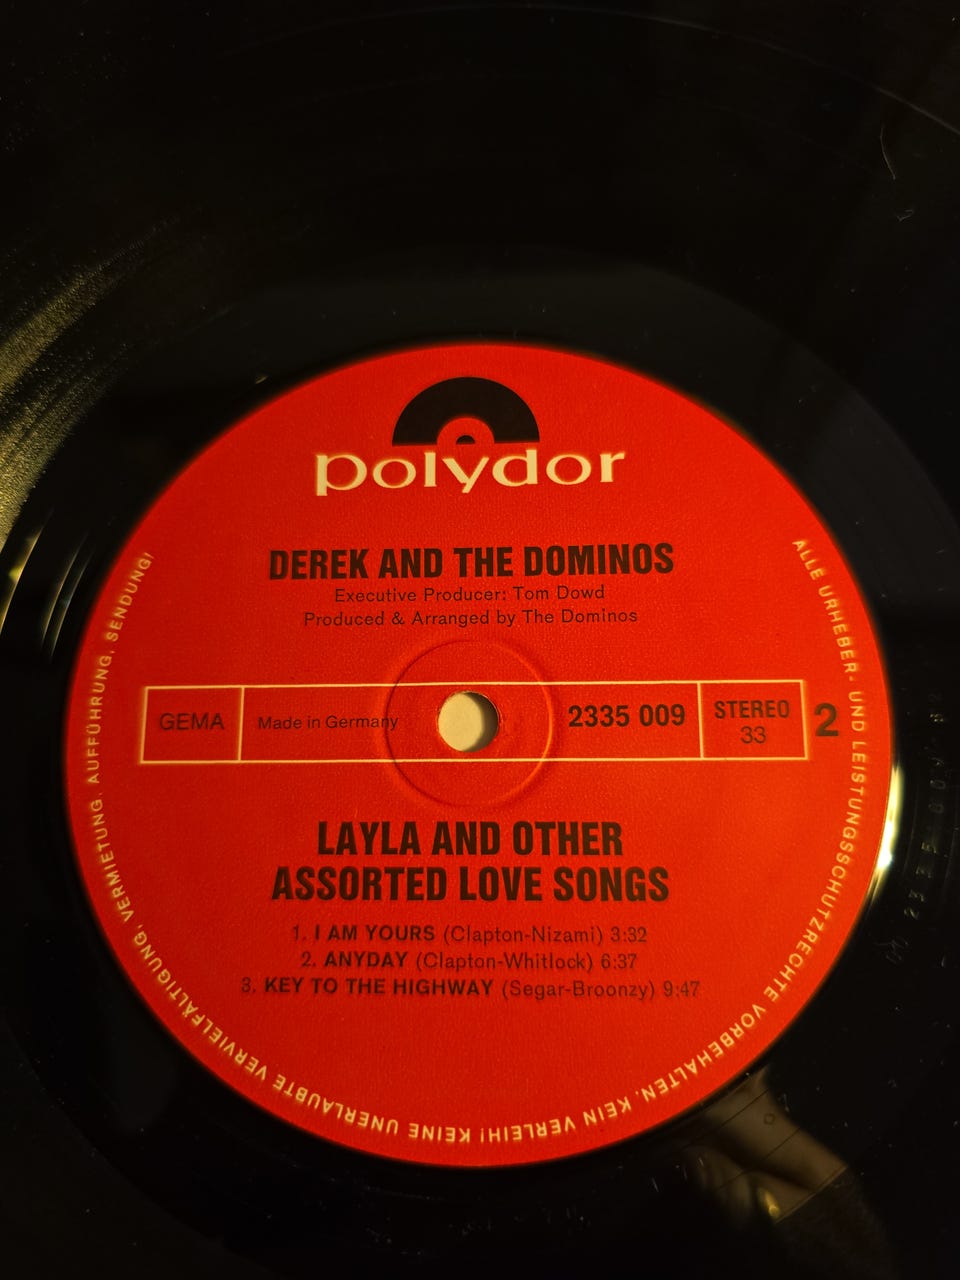 polydor
DEREK AND THE DOMINOS
Executive Producer: Tom Dowd
Produced & Arranged by The Dominos
GEMA
Made in Germany
2335 009
STEREO
33
2
LAYLA AND OTHER
ASSORTED LOVE SONGS
1. I AM YOURS (Clapton-Nizami) 3:32
2. ANYDAY (Clapton-Whitlock) 6:37
3. KEY TO THE HIGHWAY (Segar-Broonzy) 9:47
ALLE URHEBER- UND LEISTUNGSSCHUTZRECHTE VORBEHALTEN. KEIN VERLEIH! KEINE UNERLAUBTE VERVIELFÄLTIGUNG, VERMIETUNG, AUFFÜHRUNG, SENDUNG!